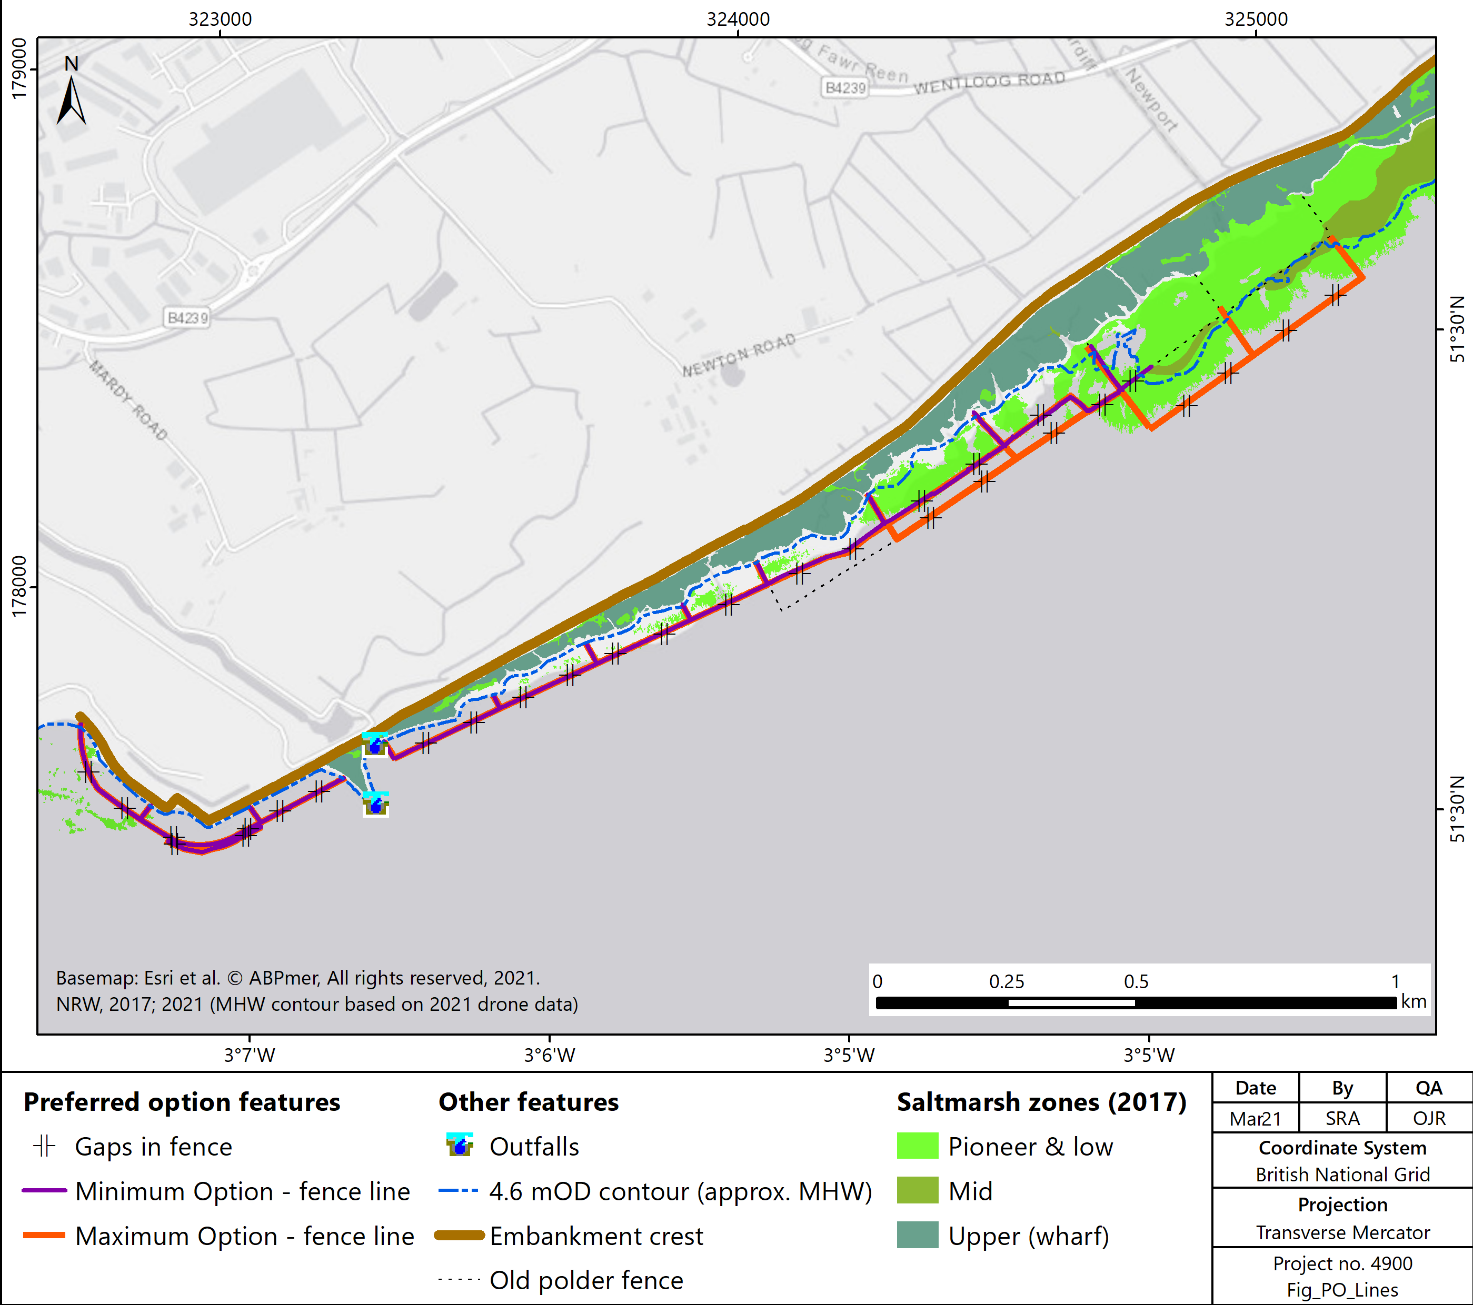 323000
324000
325000
179000
178000
N
og Fawr Reen
WENTLOOG ROAD
B4239
Newport
B4239
NEWTON ROAD
MARDY ROAD
51°30'N
51°30'N
Basemap: Esri et al. © ABPmer, All rights reserved, 2021.
NRW, 2017; 2021 (MHW contour based on 2021 drone data)
0 0.25 0.5 1
km
3°7'W
3°6'W
3°5'W
3°5'W
Preferred option features
Gaps in fence
Minimum Option - fence line
Maximum Option - fence line
Other features
Outfalls
4.6 mOD contour (approx. MHW)
Embankment crest
Old polder fence
Saltmarsh zones (2017)
Pioneer & low
Mid
Upper (wharf)
Date By QA
Mar21 SRA OJR
Coordinate System
British National Grid
Projection
Transverse Mercator
Project no. 4900
Fig_PO_Lines